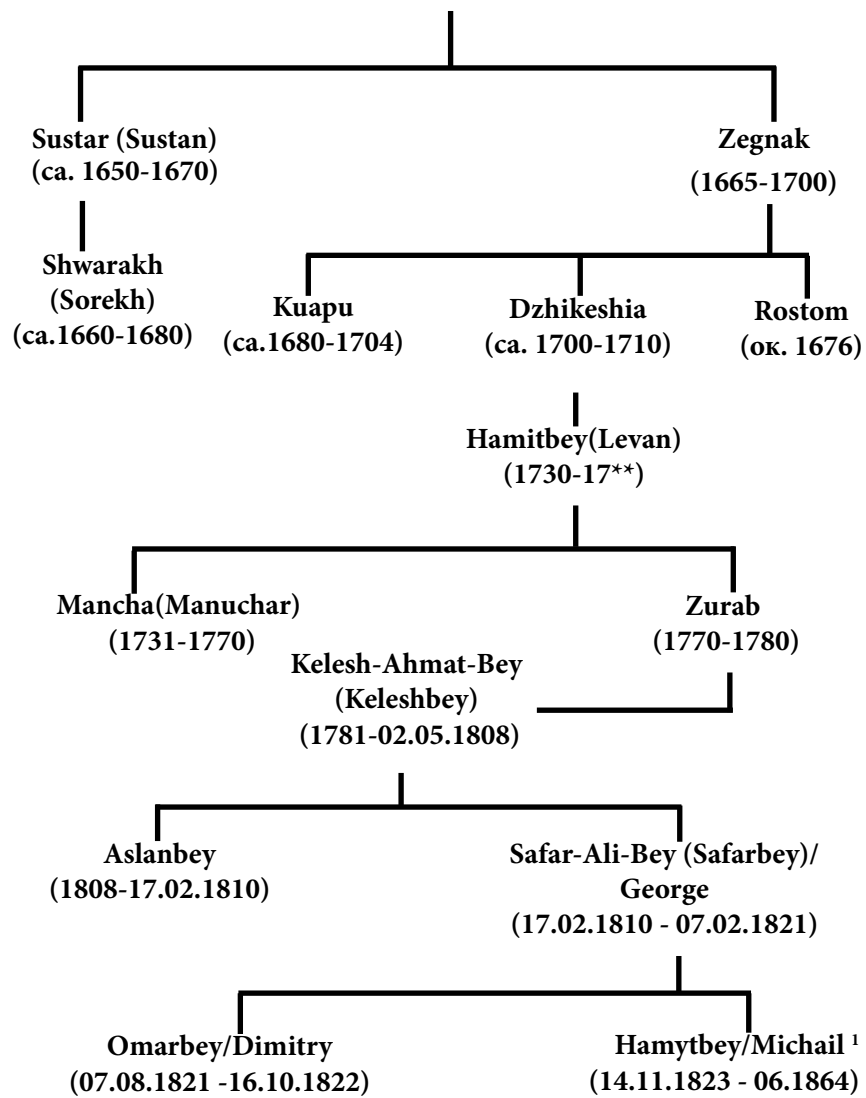 Sustar (Sustan)
(ca. 1650-1670)
Zegnak
(1665-1700)
Shwarakh
(Sorekh)
(ca.1660-1680)
Kuapu
(ca.1680-1704)
Dzhikeshia
(ca. 1700-1710)
Rostom
(ок. 1676)
Hamitbey(Levan)
(1730-17**)
Mancha(Manuchar)
(1731-1770)
Zurab
(1770-1780)
Kelesh-Ahmat-Bey
(Keleshbey)
(1781-02.05.1808)
Aslanbey
(1808-17.02.1810)
Safar-Ali-Bey (Safarbey)/
George
(17.02.1810 - 07.02.1821)
Omarbey/Dimitry
(07.08.1821 -16.10.1822)
Hamytbey/Michail ¹
(14.11.1823 - 06.1864)